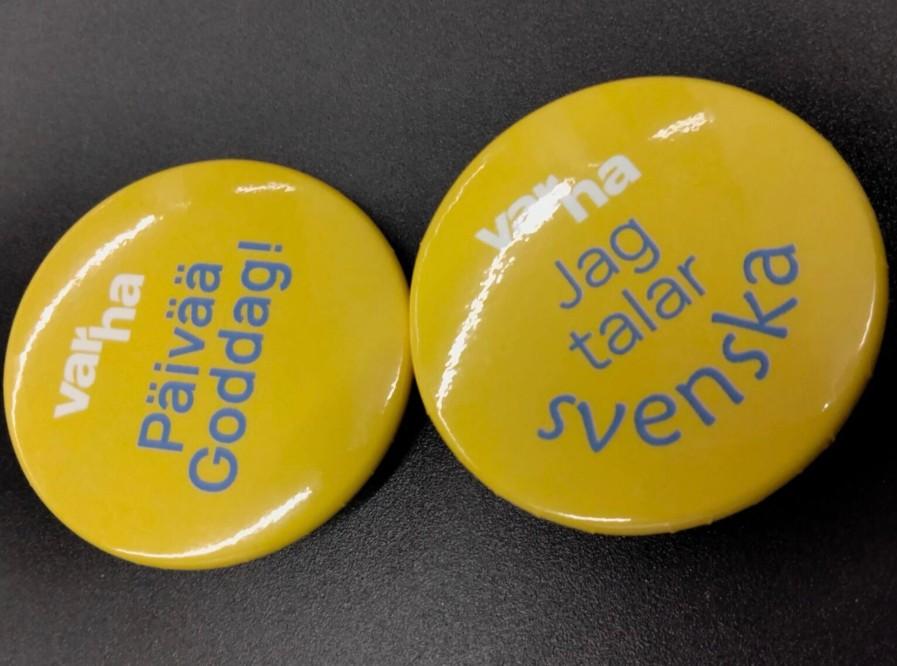 varha
Päivää
Goddag!
varha
Jag
talar
svenska